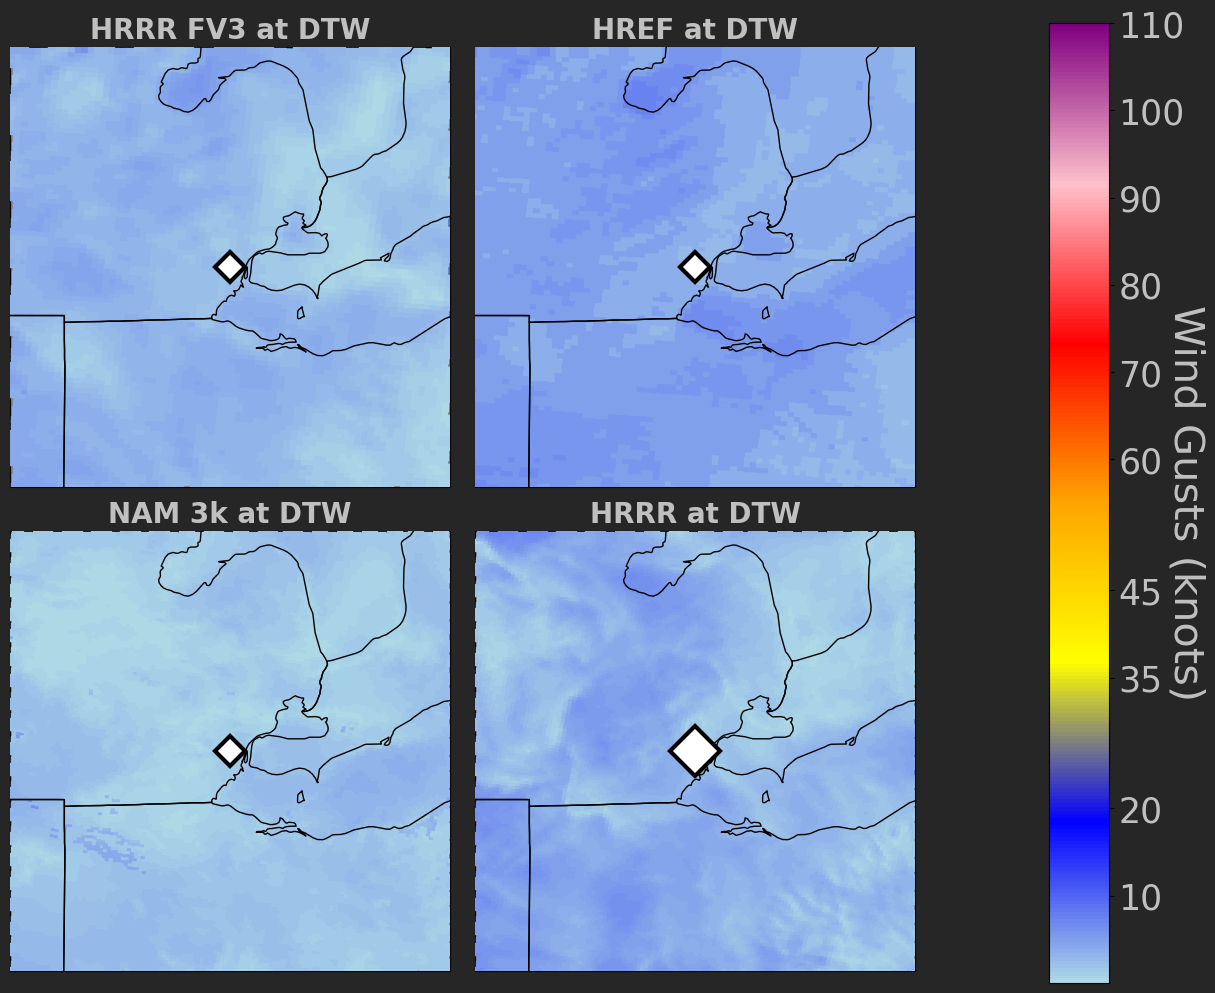 HRRR FV3 at DTW
HREF at DTW
NAM 3k at DTW
HRRR at DTW
110
100
90
80
70
60
45
35
20
10
Wind Gusts (knots)